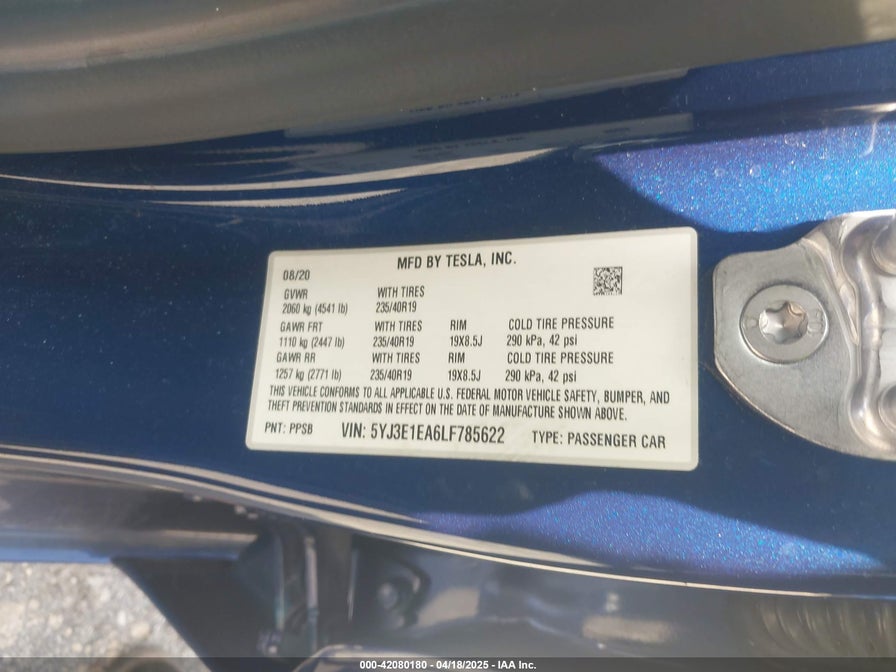 MFD BY TESLA, INC.
08/20
GVWR WITH TIRES
2060 kg (4541 lb) 235/40R19
GAWR FRT WITH TIRES RIM COLD TIRE PRESSURE
1110 kg (2447 lb) 235/40R19 19X8.5J 290 kPa, 42 psi
GAWR RR WITH TIRES RIM COLD TIRE PRESSURE
1257 kg (2771 lb) 235/40R19 19X8.5J 290 kPa, 42 psi
THIS VEHICLE CONFORMS TO ALL APPLICABLE U.S. FEDERAL MOTOR VEHICLE SAFETY, BUMPER, AND
THEFT PREVENTION STANDARDS IN EFFECT ON THE DATE OF MANUFACTURE SHOWN ABOVE.
PNT: PPSB VIN: 5YJ3E1EA6LF785622 TYPE: PASSENGER CAR
000-42080180 - 04/18/2025 - IAA Inc.